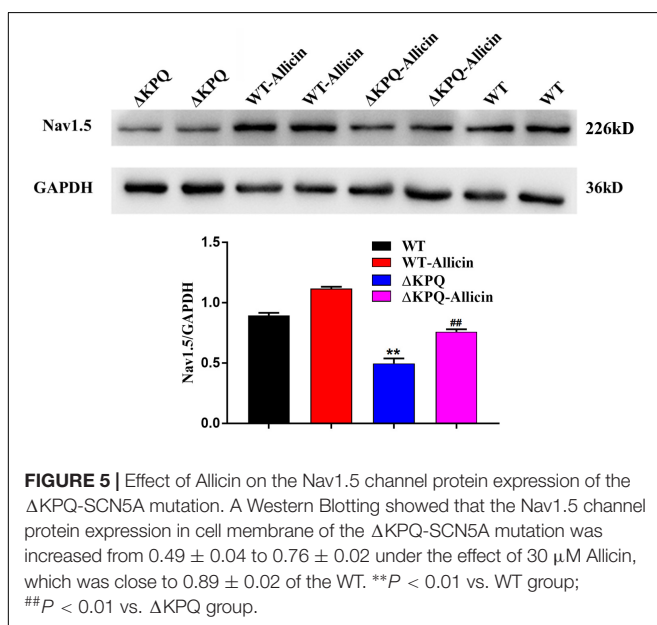 ΔKPQ ΔKPQ WT-Allicin WT-Allicin ΔKPQ-Allicin ΔKPQ-Allicin WT WT
Nav1.5 226kD
GAPDH 36kD
Nav1.5/GAPDH
1.5
1.0
0.5
0.0
WT
WT-Allicin
ΔKPQ
ΔKPQ-Allicin
**
##
FIGURE 5 | Effect of Allicin on the Nav1.5 channel protein expression of the
ΔKPQ-SCN5A mutation. A Western Blotting showed that the Nav1.5 channel
protein expression in cell membrane of the ΔKPQ-SCN5A mutation was
increased from 0.49 ± 0.04 to 0.76 ± 0.02 under the effect of 30 μM Allicin,
which was close to 0.89 ± 0.02 of the WT. **P < 0.01 vs. WT group;
##P < 0.01 vs. ΔKPQ group.